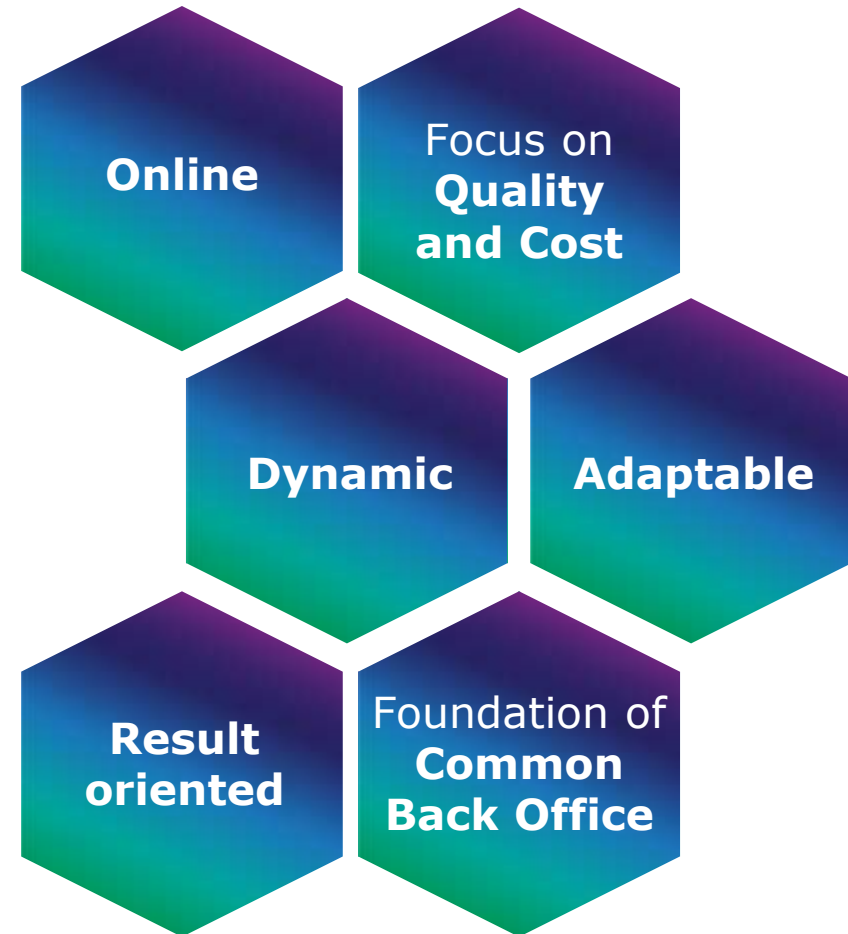 Online
Focus on
Quality
and Cost
Dynamic
Adaptable
Result
oriented
Foundation of
Common
Back Office